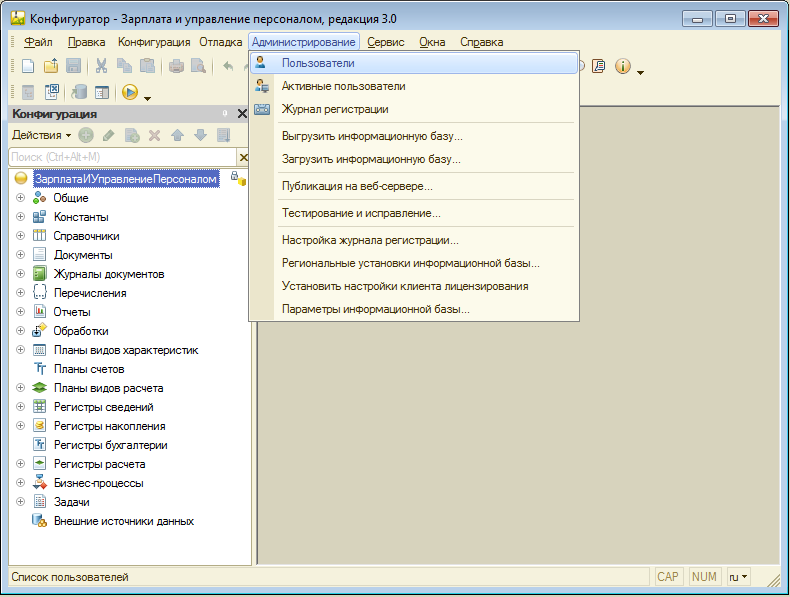 Конфигуратор - Зарплата и управление персоналом, редакция 3.0
Файл Правка Конфигурация Отладка Администрирование Сервис Окна Справка
Пользователи
Активные пользователи
Журнал регистрации
Выгрузить информационную базу...
Загрузить информационную базу...
Публикация на веб-сервере...
Тестирование и исправление...
Настройка журнала регистрации...
Региональные установки информационной базы...
Установить настройки клиента лицензирования
Параметры информационной базы...
Конфигурация
Действия
Поиск (Ctrl+Alt+M)
ЗарплатаИУправлениеПерсоналом
Общие
Константы
Справочники
Документы
Журналы документов
Перечисления
Отчеты
Обработки
Планы видов характеристик
Планы счетов
Планы видов расчета
Регистры сведений
Регистры накопления
Регистры бухгалтерии
Регистры расчета
Бизнес-процессы
Задачи
Внешние источники данных
Список пользователей CAP NUM ru